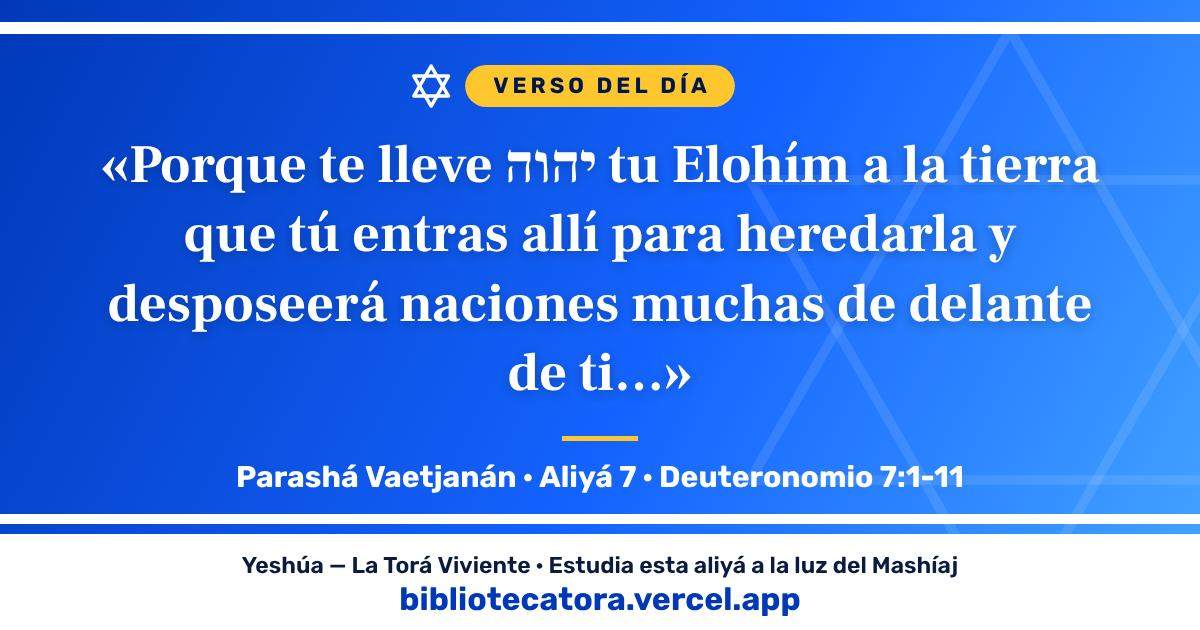 VERSO DEL DÍA
«Porque te lleve יהוה tu Elohím a la tierra
que tú entras allí para heredarla y
desposeerá naciones muchas de delante
de ti…»
Parashá Vaetjanán • Aliyá 7 • Deuteronomio 7:1-11
Yeshúa — La Torá Viviente • Estudia esta aliyá a la luz del Mashíaj
bibliotecatora.vercel.app